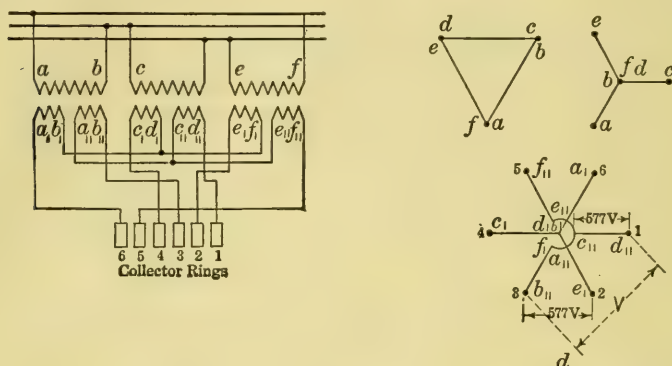 a b c e f
a₁ b₁ a₁₁ b₁₁ c₁ d₁ c₁₁ d₁₁ e₁ f₁ e₁₁ f₁₁
6 5 4 3 2 1
Collector Rings
d c
e b
f a
e
b f d c
a
5 f₁₁ a₁ 6
e₁₁ 577V
4 c₁ d₁ b₁ c₁₁ 1
f₁ a₁₁ d₁₁
3 b₁₁ e₁ 2
577V V
d